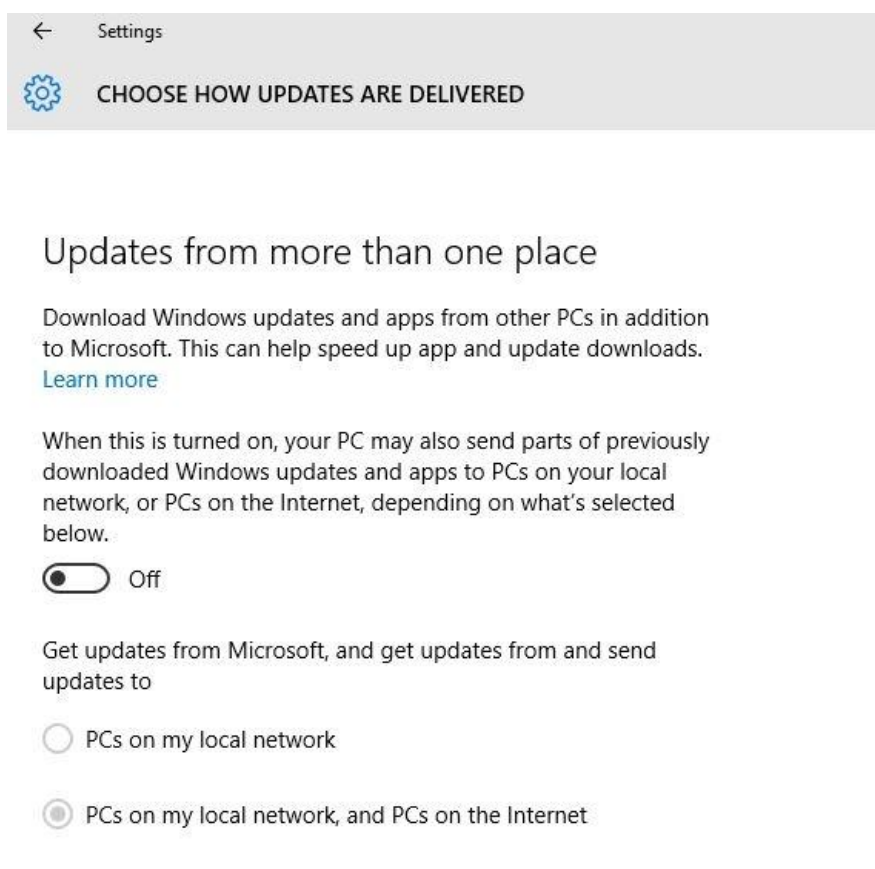 Settings
CHOOSE HOW UPDATES ARE DELIVERED
Updates from more than one place
Download Windows updates and apps from other PCs in addition
to Microsoft. This can help speed up app and update downloads.
Learn more
When this is turned on, your PC may also send parts of previously
downloaded Windows updates and apps to PCs on your local
network, or PCs on the Internet, depending on what's selected
below.
Off
Get updates from Microsoft, and get updates from and send
updates to
PCs on my local network
PCs on my local network, and PCs on the Internet